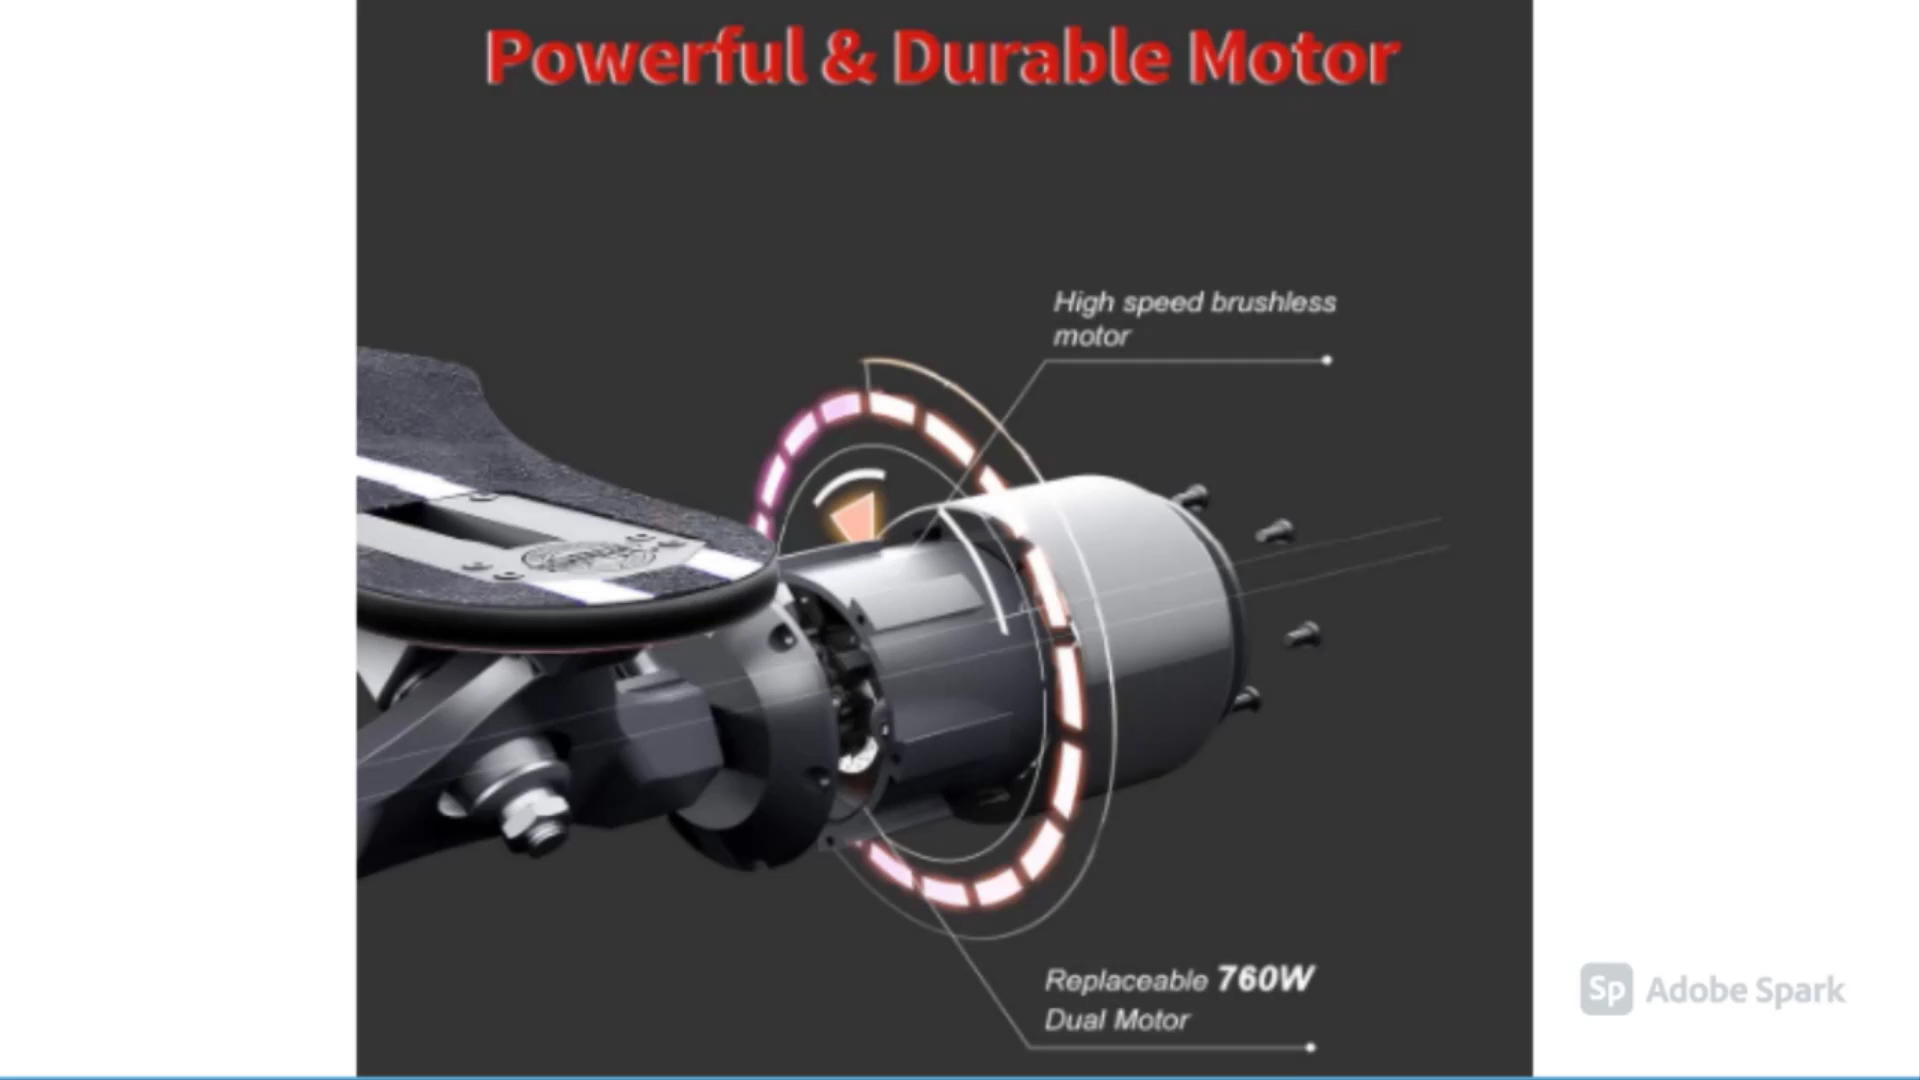 Powerful & Durable Motor
High speed brushless
motor
Replaceable 760W
Dual Motor
Sp Adobe Spark